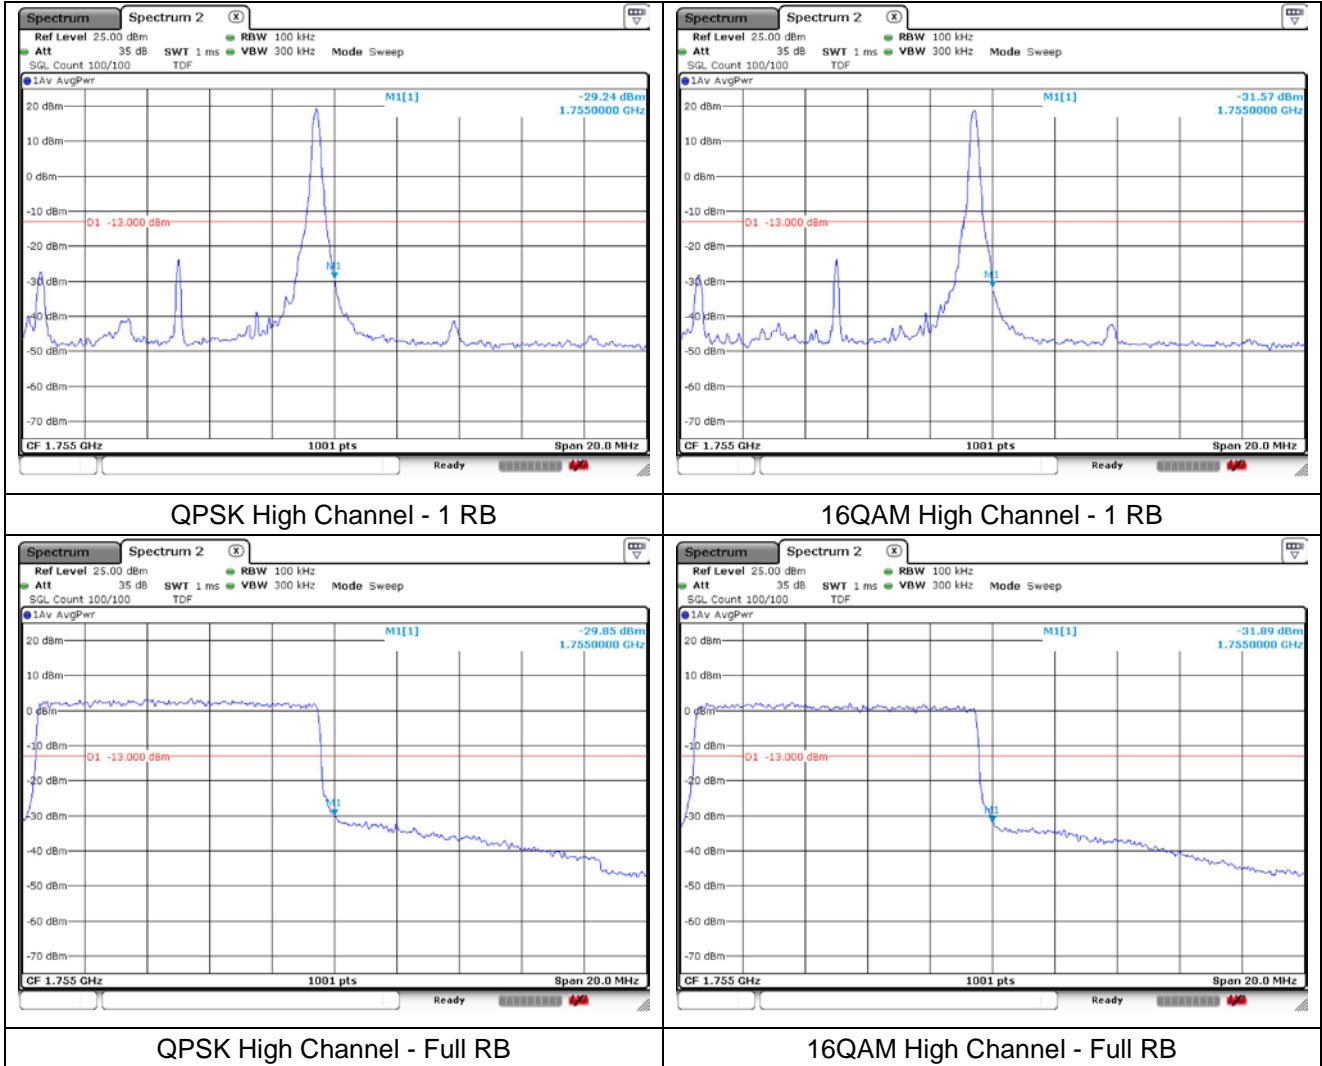 Spectrum Spectrum 2 X
Ref Level 25.00 dBm RBW 100 kHz
Att 35 dB SWT 1 ms VBW 300 kHz Mode Sweep
SGL Count 100/100 TDF
1Av AvgPwr
M1[1] -29.24 dBm
1.7550000 GHz
20 dBm
10 dBm
0 dBm
-10 dBm
D1 -13.000 dBm
-20 dBm
M1
-30 dBm
-40 dBm
-50 dBm
-60 dBm
-70 dBm
CF 1.755 GHz 1001 pts Span 20.0 MHz
Ready
QPSK High Channel - 1 RB
Spectrum Spectrum 2 X
Ref Level 25.00 dBm RBW 100 kHz
Att 35 dB SWT 1 ms VBW 300 kHz Mode Sweep
SGL Count 100/100 TDF
1Av AvgPwr
M1[1] -31.57 dBm
1.7550000 GHz
20 dBm
10 dBm
0 dBm
-10 dBm
D1 -13.000 dBm
-20 dBm
M1
-30 dBm
-40 dBm
-50 dBm
-60 dBm
-70 dBm
CF 1.755 GHz 1001 pts Span 20.0 MHz
Ready
16QAM High Channel - 1 RB
Spectrum Spectrum 2 X
Ref Level 25.00 dBm RBW 100 kHz
Att 35 dB SWT 1 ms VBW 300 kHz Mode Sweep
SGL Count 100/100 TDF
1Av AvgPwr
M1[1] -29.85 dBm
1.7550000 GHz
20 dBm
10 dBm
0 dBm
-10 dBm
D1 -13.000 dBm
-20 dBm
M1
-30 dBm
-40 dBm
-50 dBm
-60 dBm
-70 dBm
CF 1.755 GHz 1001 pts Span 20.0 MHz
Ready
QPSK High Channel - Full RB
Spectrum Spectrum 2 X
Ref Level 25.00 dBm RBW 100 kHz
Att 35 dB SWT 1 ms VBW 300 kHz Mode Sweep
SGL Count 100/100 TDF
1Av AvgPwr
M1[1] -31.89 dBm
1.7550000 GHz
20 dBm
10 dBm
0 dBm
-10 dBm
D1 -13.000 dBm
-20 dBm
M1
-30 dBm
-40 dBm
-50 dBm
-60 dBm
-70 dBm
CF 1.755 GHz 1001 pts Span 20.0 MHz
Ready
16QAM High Channel - Full RB